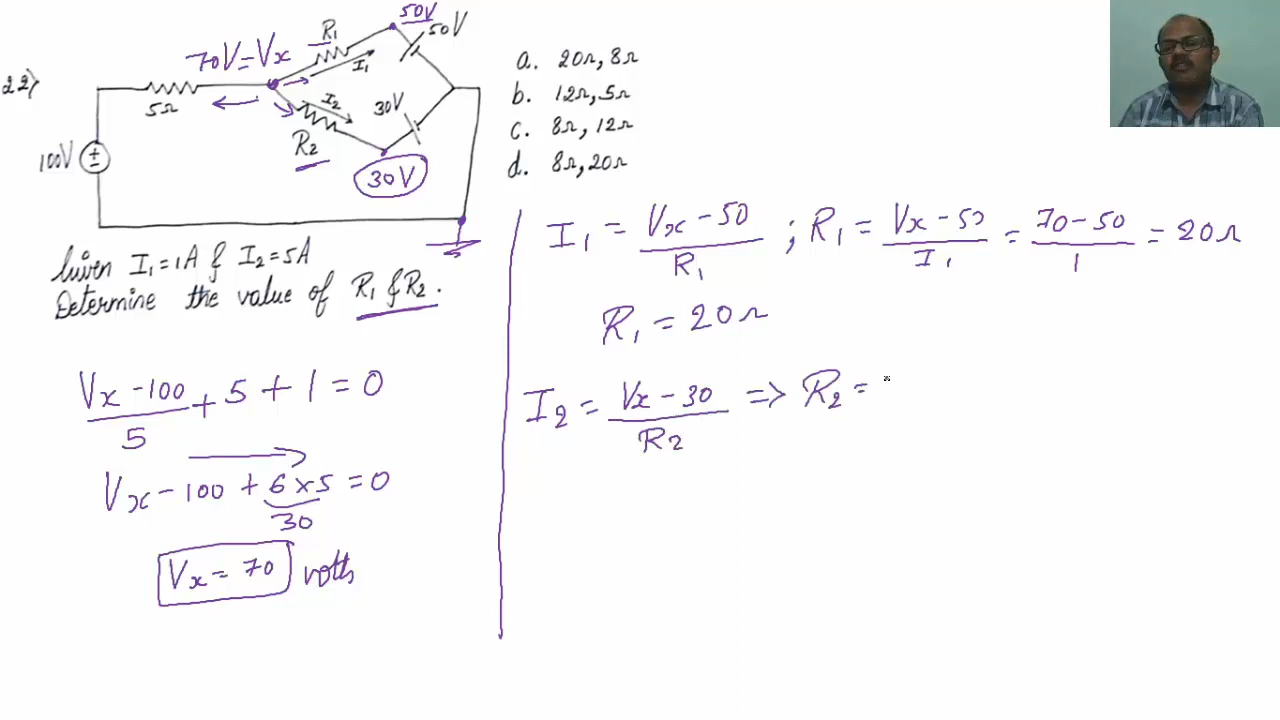 22)
70V=Vx
R1
50V
50V
I1
5Ω
I2
30V
R2
30V
100V
a. 20Ω, 8Ω
b. 12Ω, 5Ω
c. 8Ω, 12Ω
d. 8Ω, 20Ω
Given I1 = 1A & I2 = 5A
Determine the value of R1 & R2.
Vx - 100 / 5 + 5 + 1 = 0
Vx - 100 + 6 x 5 = 0
30
Vx = 70 volts
I1 = Vx - 50 / R1 ; R1 = Vx - 50 / I1 = 70 - 50 / 1 = 20Ω
R1 = 20Ω
I2 = Vx - 30 / R2 => R2 =